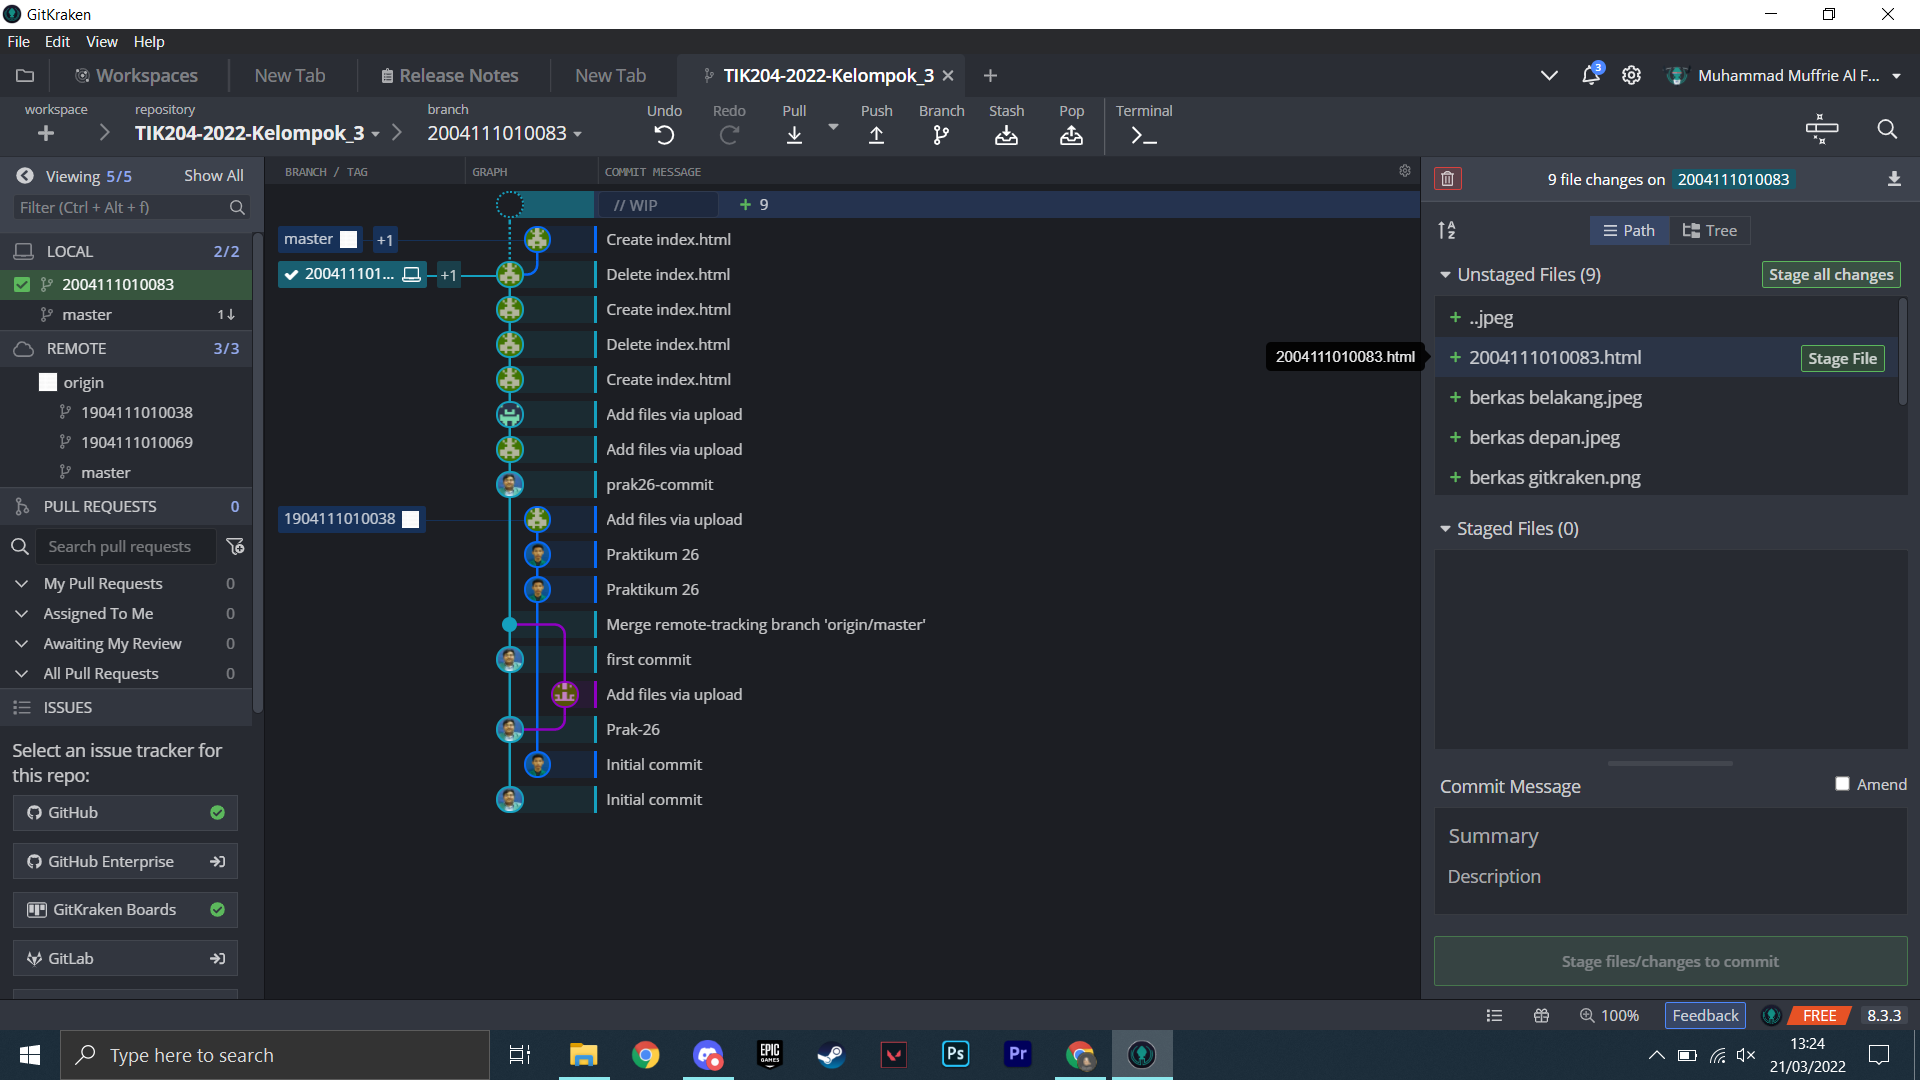 GitKraken
File Edit View Help
Workspaces New Tab Release Notes New Tab TIK204-2022-Kelompok_3 3 Muhammad Muffrie Al F...
workspace repository branch Undo Redo Pull Push Branch Stash Pop Terminal
TIK204-2022-Kelompok_3 2004111010083
Viewing 5/5 Show All
Filter (Ctrl + Alt + f)
LOCAL 2/2
2004111010083
master 1
REMOTE 3/3
origin
1904111010038
1904111010069
master
PULL REQUESTS 0
Search pull requests
My Pull Requests 0
Assigned To Me 0
Awaiting My Review 0
All Pull Requests 0
ISSUES
Select an issue tracker for
this repo:
GitHub
GitHub Enterprise
GitKraken Boards
GitLab
BRANCH / TAG GRAPH COMMIT MESSAGE
// WIP + 9
master +1 Create index.html
200411101... +1 Delete index.html
Create index.html
Delete index.html
Create index.html
Add files via upload
Add files via upload
prak26-commit
1904111010038 Add files via upload
Praktikum 26
Praktikum 26
Merge remote-tracking branch 'origin/master'
first commit
Add files via upload
Prak-26
Initial commit
Initial commit
9 file changes on 2004111010083
Path Tree
Unstaged Files (9) Stage all changes
+ ..jpeg
2004111010083.html
+ 2004111010083.html Stage File
+ berkas belakang.jpeg
+ berkas depan.jpeg
+ berkas gitkraken.png
Staged Files (0)
Commit Message Amend
Summary
Description
Stage files/changes to commit
100% Feedback FREE 8.3.3
Type here to search EPIC GAMES Ps Pr
13:24
21/03/2022